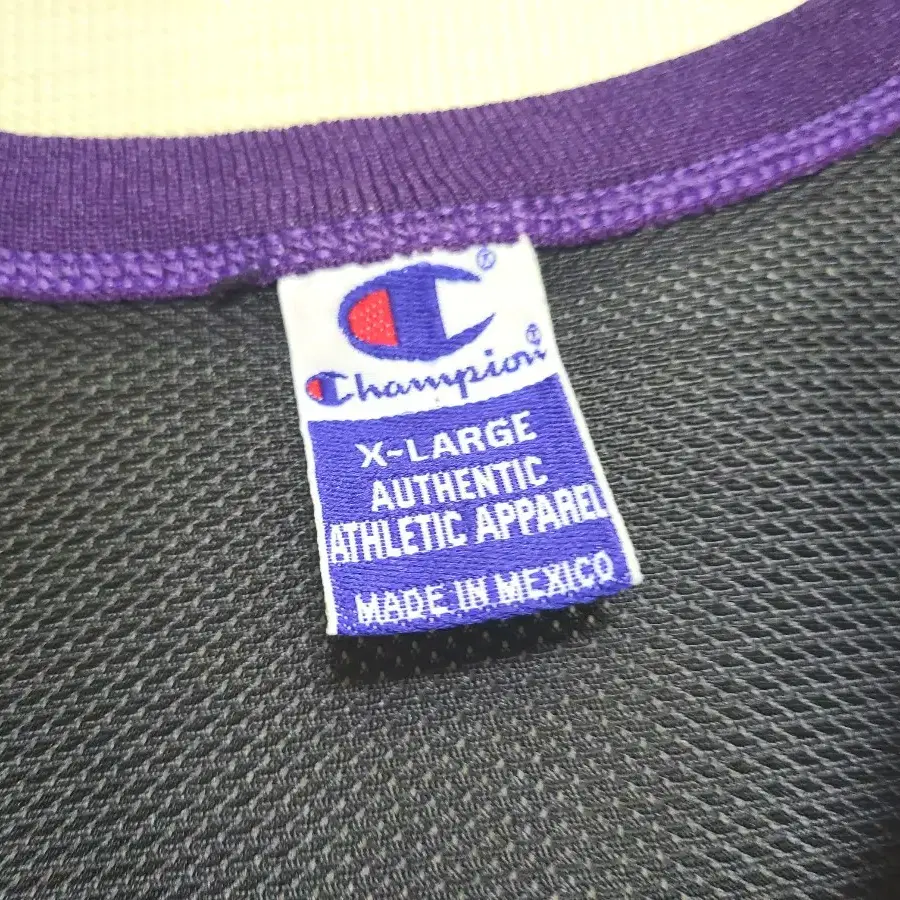 ®
Champion®
X-LARGE
AUTHENTIC
ATHLETIC APPAREL
MADE IN MEXICO